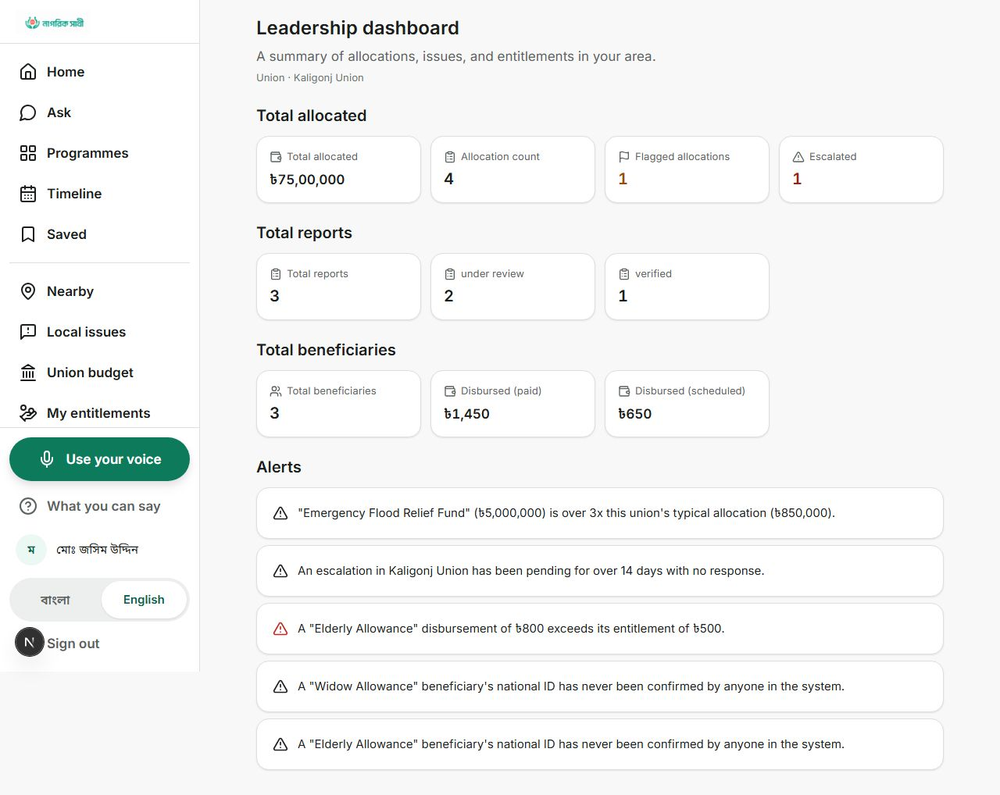 নাগরিক সাথী
Home
Ask
Programmes
Timeline
Saved
Nearby
Local issues
Union budget
My entitlements
Use your voice
What you can say
ম
মোঃ জসিম উদ্দিন
বাংলা
English
N
Sign out
Leadership dashboard
A summary of allocations, issues, and entitlements in your area.
Union · Kaligonj Union
Total allocated
Total allocated
৳75,00,000
Allocation count
4
Flagged allocations
1
Escalated
1
Total reports
Total reports
3
under review
2
verified
1
Total beneficiaries
Total beneficiaries
3
Disbursed (paid)
৳1,450
Disbursed (scheduled)
৳650
Alerts
"Emergency Flood Relief Fund" (৳5,000,000) is over 3x this union's typical allocation (৳850,000).
An escalation in Kaligonj Union has been pending for over 14 days with no response.
A "Elderly Allowance" disbursement of ৳800 exceeds its entitlement of ৳500.
A "Widow Allowance" beneficiary's national ID has never been confirmed by anyone in the system.
A "Elderly Allowance" beneficiary's national ID has never been confirmed by anyone in the system.